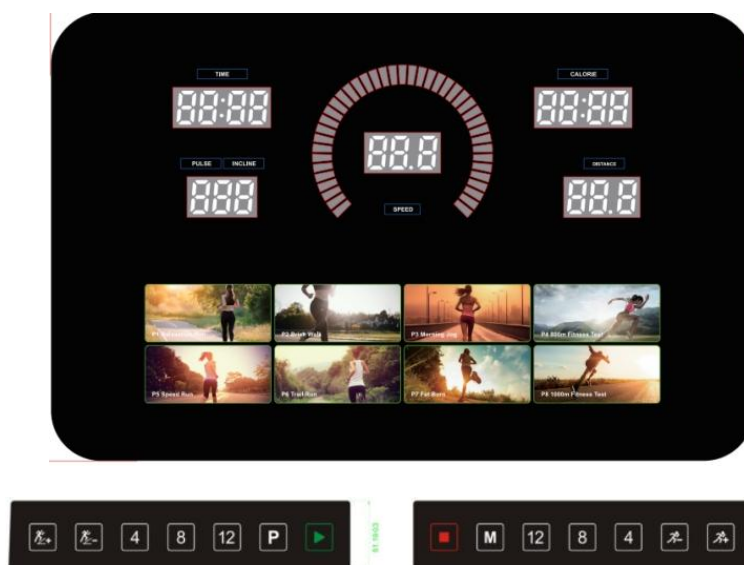 TIME
CALORIE
88:88
88:88
88.8
PULSE INCLINE
DISTANCE
888
88.8
SPEED
P2 Brisk Walk
P3 Morning Jog
P4 800m Fitness Test
P5 Speed Run
P6 Trail Run
P7 Fat Burn
P8 1000m Fitness Test
4 8 12 P
M 12 8 4